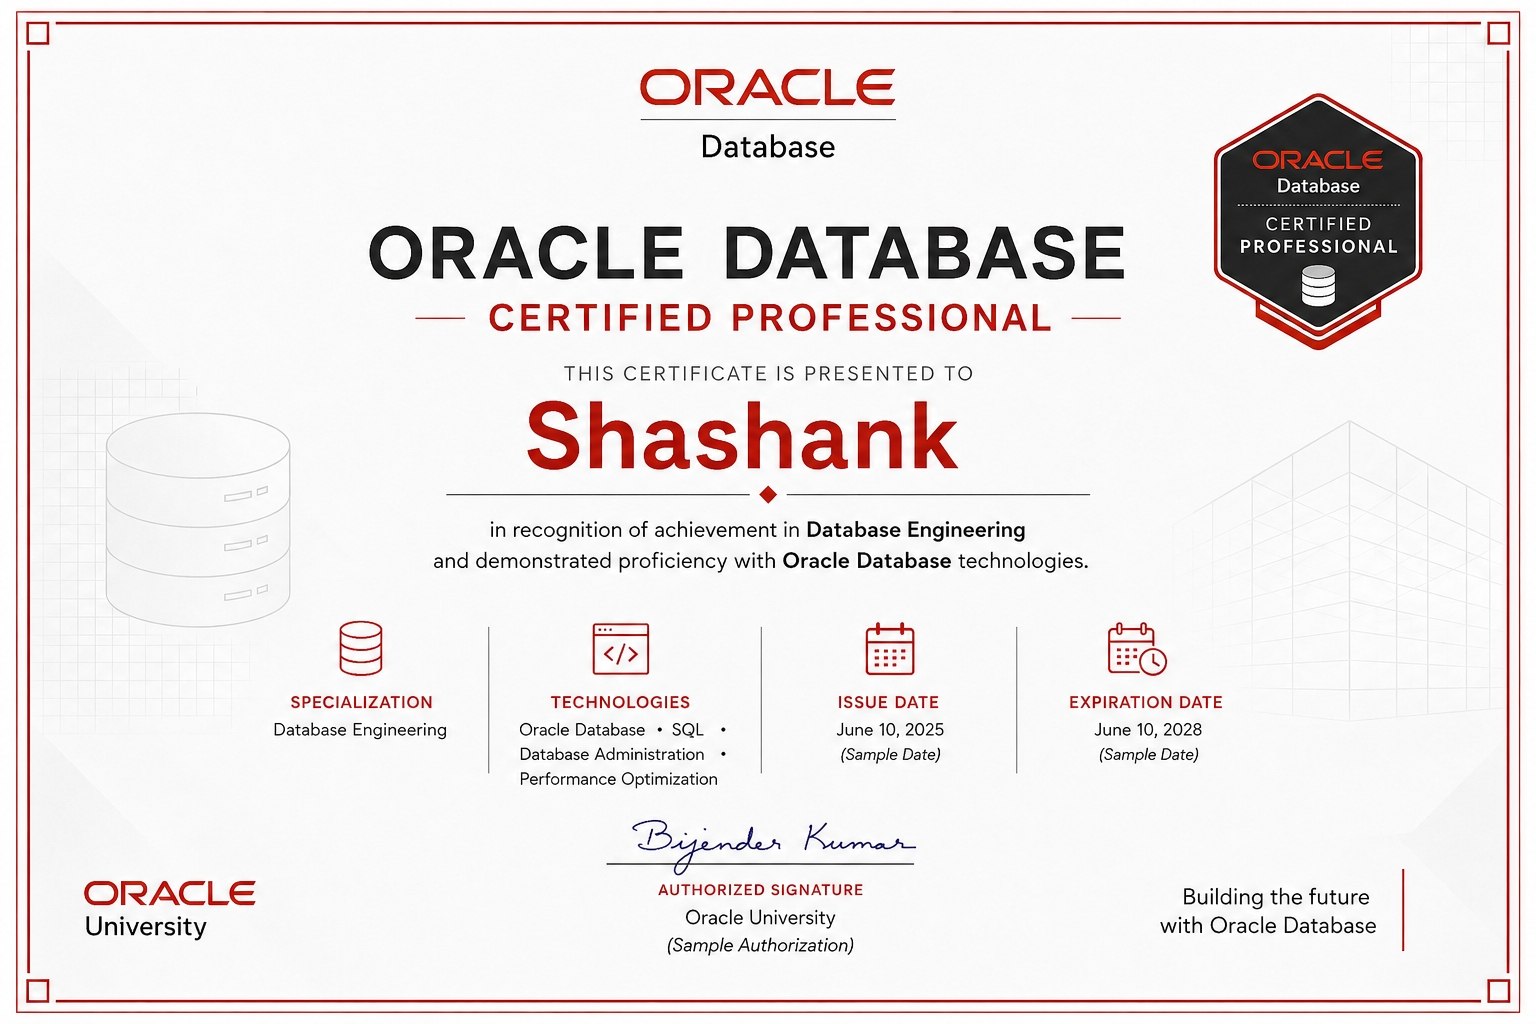 ORACLE
Database
ORACLE
Database
CERTIFIED
PROFESSIONAL
ORACLE DATABASE
CERTIFIED PROFESSIONAL
THIS CERTIFICATE IS PRESENTED TO
Shashank
in recognition of achievement in Database Engineering
and demonstrated proficiency with Oracle Database technologies.
SPECIALIZATION
Database Engineering
TECHNOLOGIES
Oracle Database • SQL •
Database Administration •
Performance Optimization
ISSUE DATE
June 10, 2025
(Sample Date)
EXPIRATION DATE
June 10, 2028
(Sample Date)
Bijender Kumar
AUTHORIZED SIGNATURE
Oracle University
(Sample Authorization)
ORACLE
University
Building the future
with Oracle Database